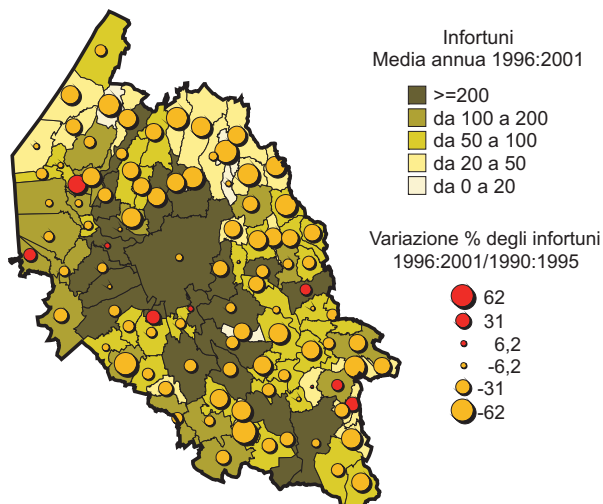 Infortuni
Media annua 1996:2001
>=200
da 100 a 200
da 50 a 100
da 20 a 50
da 0 a 20
Variazione % degli infortuni
1996:2001/1990:1995
62
31
6,2
-6,2
-31
-62